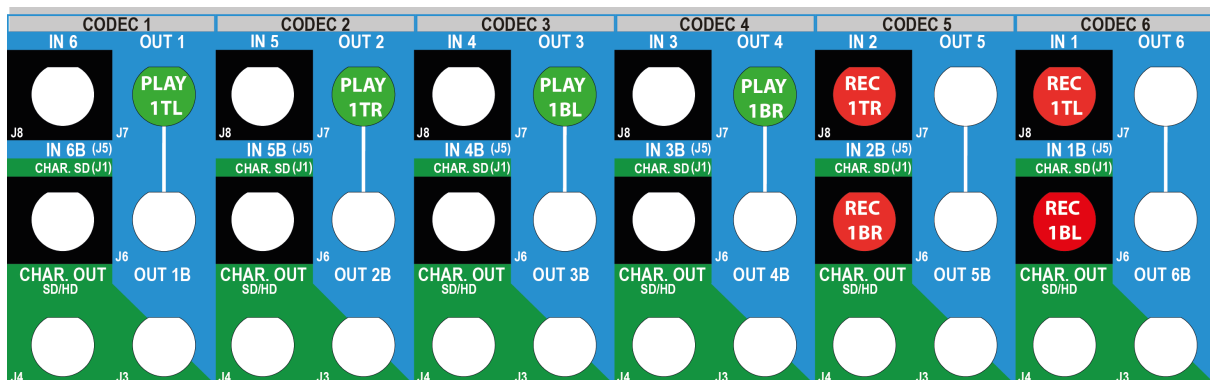 CODEC 1 CODEC 2 CODEC 3 CODEC 4 CODEC 5 CODEC 6
IN 6 OUT 1 IN 5 OUT 2 IN 4 OUT 3 IN 3 OUT 4 IN 2 OUT 5 IN 1 OUT 6
PLAY PLAY PLAY PLAY REC REC
1TL 1TR 1BL 1BR 1TR 1TL
J8 J7 J8 J7 J8 J7 J8 J7 J8 J7 J8 J7
IN 6B (J5) IN 5B (J5) IN 4B (J5) IN 3B (J5) IN 2B (J5) IN 1B (J5)
CHAR. SD (J1) CHAR. SD (J1) CHAR. SD (J1) CHAR. SD (J1) CHAR. SD (J1) CHAR. SD (J1)
REC REC
1BR 1BL
J6 J6 J6 J6 J6 J6
CHAR. OUT OUT 1B CHAR. OUT OUT 2B CHAR. OUT OUT 3B CHAR. OUT OUT 4B CHAR. OUT OUT 5B CHAR. OUT OUT 6B
SD/HD SD/HD SD/HD SD/HD SD/HD SD/HD
J4 J3 J4 J3 J4 J3 J4 J3 J4 J3 J4 J3